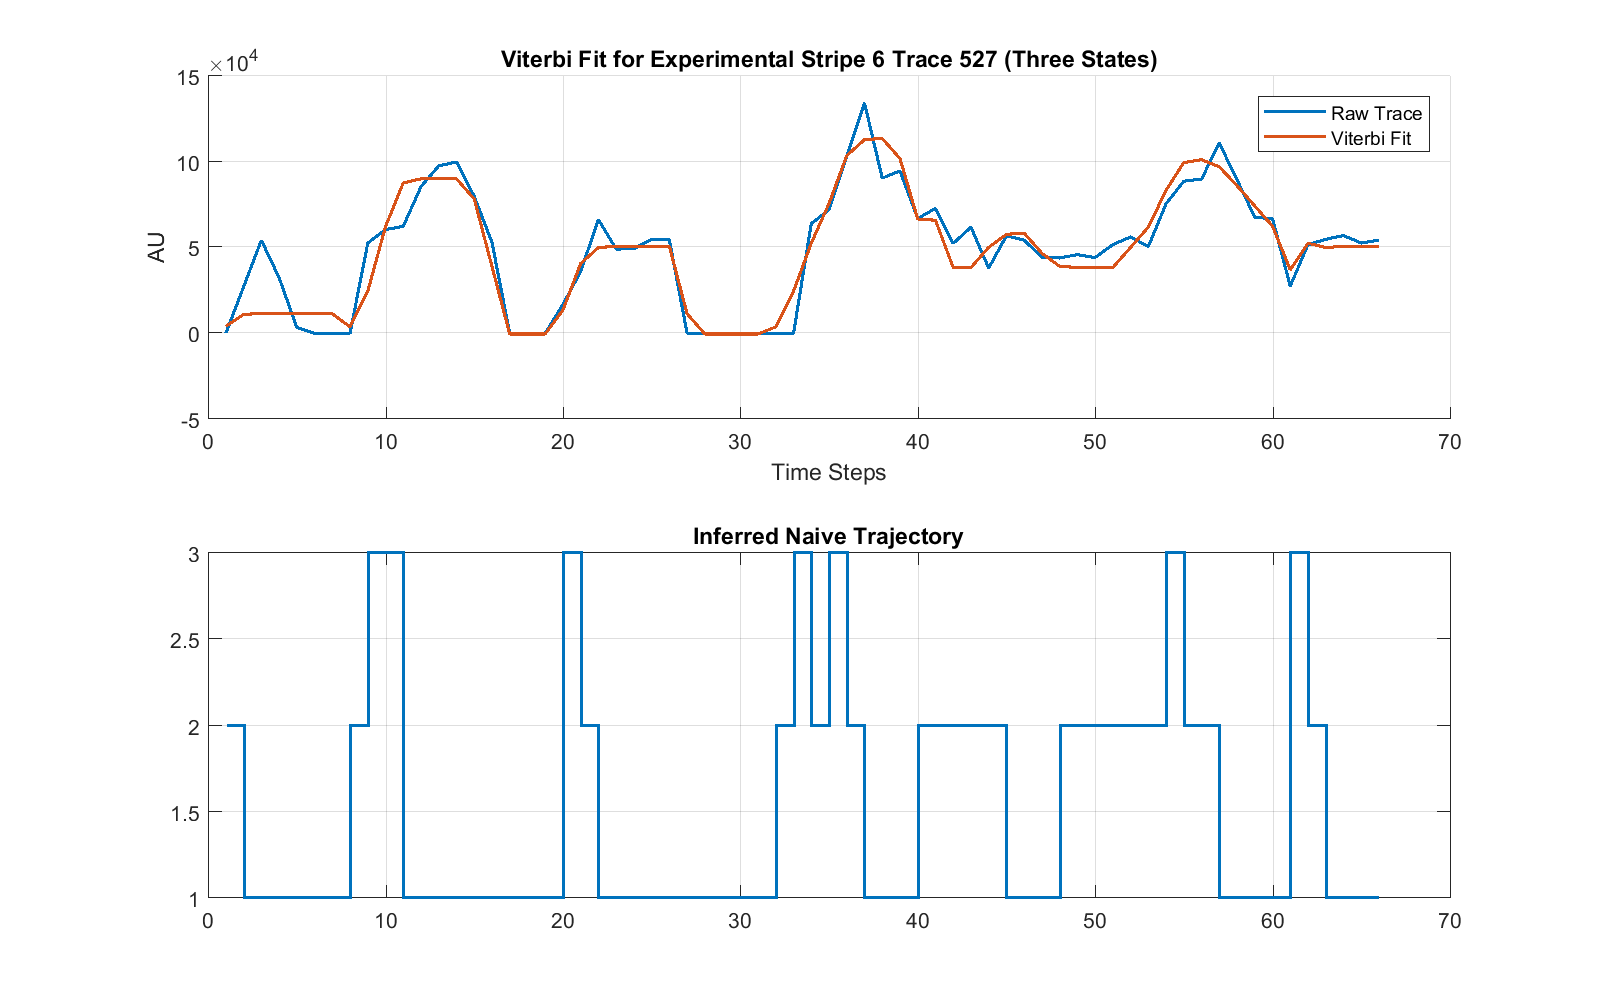 Viterbi Fit for Experimental Stripe 6 Trace 527 (Three States)
×10⁴
15
10
5
0
-5
AU
Raw Trace
Viterbi Fit
0 10 20 30 40 50 60 70
Time Steps
Inferred Naive Trajectory
3
2.5
2
1.5
1
0 10 20 30 40 50 60 70